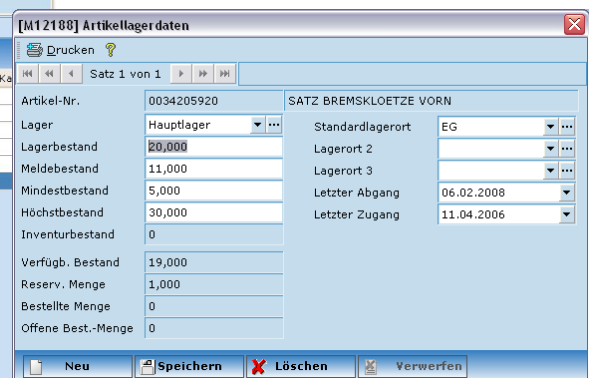 [M12188] Artikellagerdaten
Drucken ?
Satz 1 von 1
Ka
Artikel-Nr. 0034205920 SATZ BREMSKLOETZE VORN
Lager Hauptlager Standardlagerort EG
Lagerbestand 20,000 Lagerort 2
Meldebestand 11,000 Lagerort 3
Mindestbestand 5,000 Letzter Abgang 06.02.2008
Höchstbestand 30,000 Letzter Zugang 11.04.2006
Inventurbestand 0
Verfügb. Bestand 19,000
Reserv. Menge 1,000
Bestellte Menge 0
Offene Best.-Menge 0
Neu Speichern Löschen Verwerfen